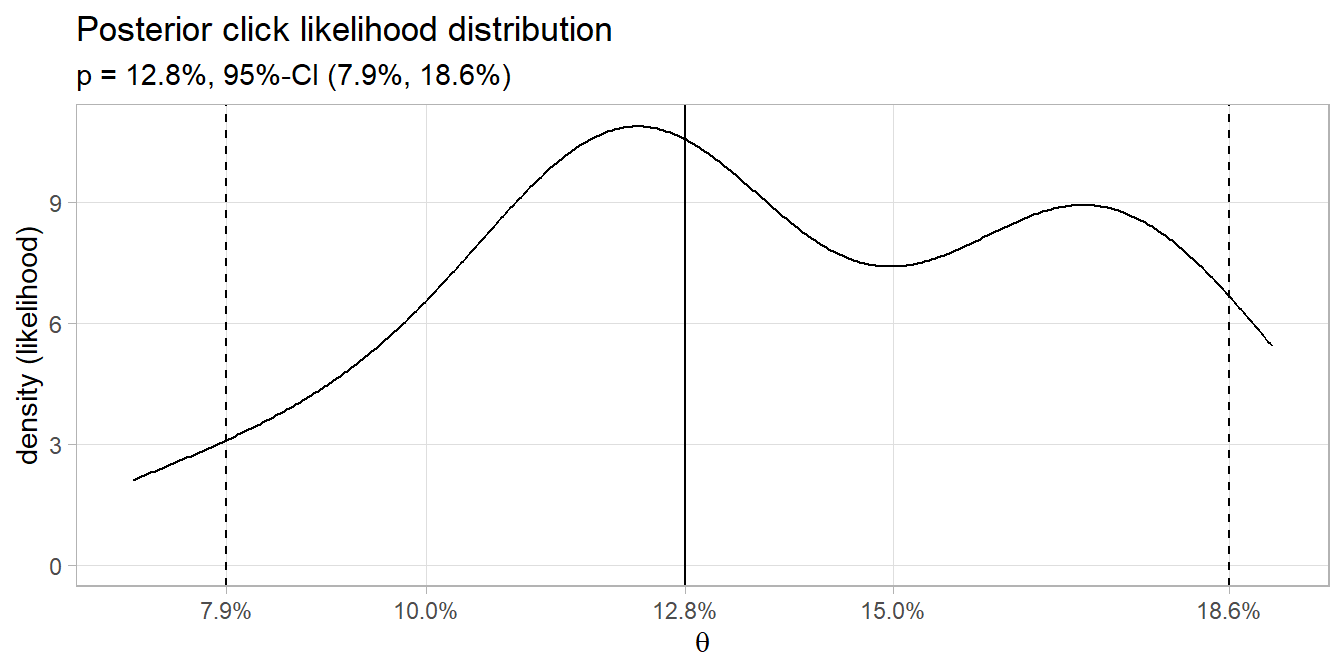 Posterior click likelihood distribution
p = 12.8%, 95%-CI (7.9%, 18.6%)
density (likelihood)
9
6
3
0
7.9% 10.0% 12.8% 15.0% 18.6%
θ